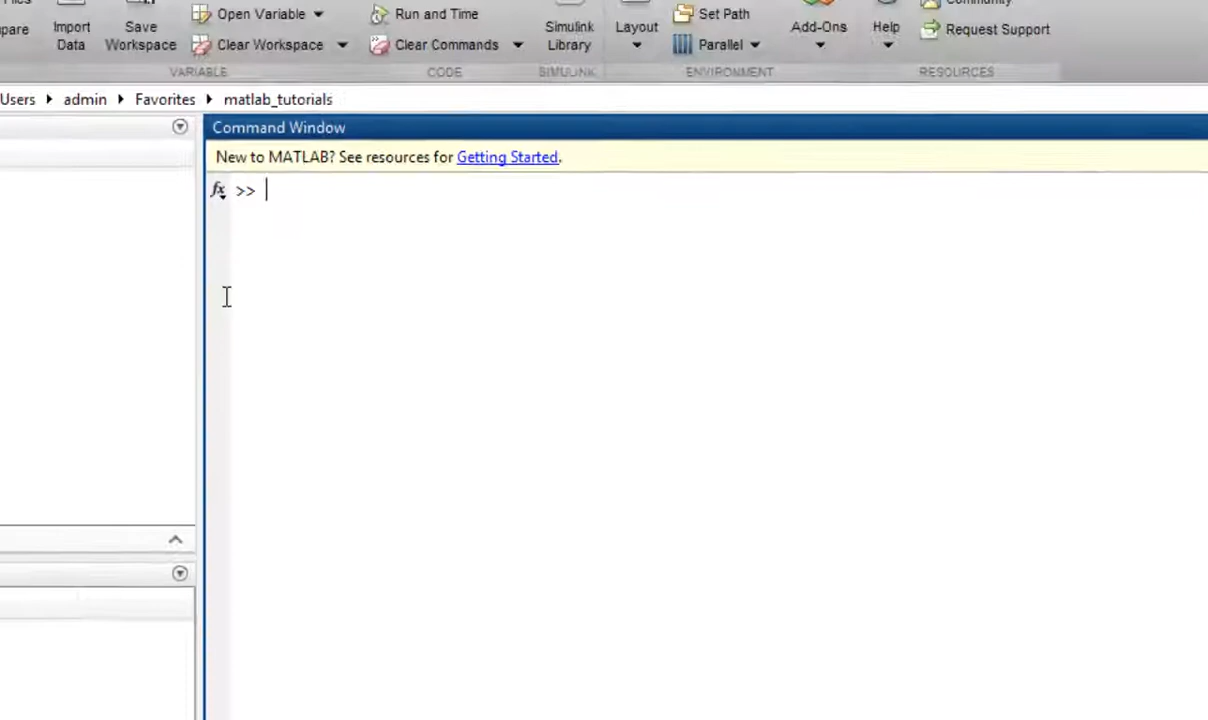 Import Data
Save Workspace
Open Variable
Clear Workspace
Run and Time
Clear Commands
Simulink Library
Layout
Set Path
Parallel
Add-Ons
Help
Community
Request Support
VARIABLE
CODE
SIMULINK
ENVIRONMENT
RESOURCES
Users admin Favorites matlab_tutorials
Command Window
New to MATLAB? See resources for Getting Started.
fx >>